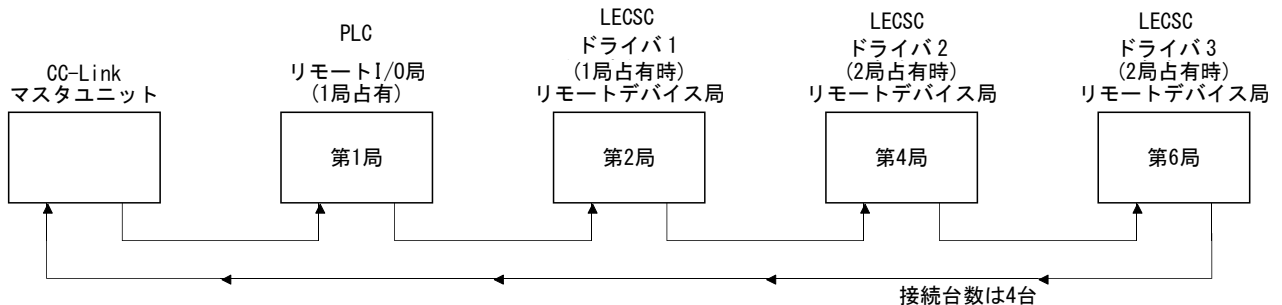 CC-Link
マスタユニット
PLC
リモートI/O局
(1局占有)
LECSC
ドライバ1
(1局占有時)
リモートデバイス局
LECSC
ドライバ2
(2局占有時)
リモートデバイス局
LECSC
ドライバ3
(2局占有時)
リモートデバイス局
第1局
第2局
第4局
第6局
接続台数は4台